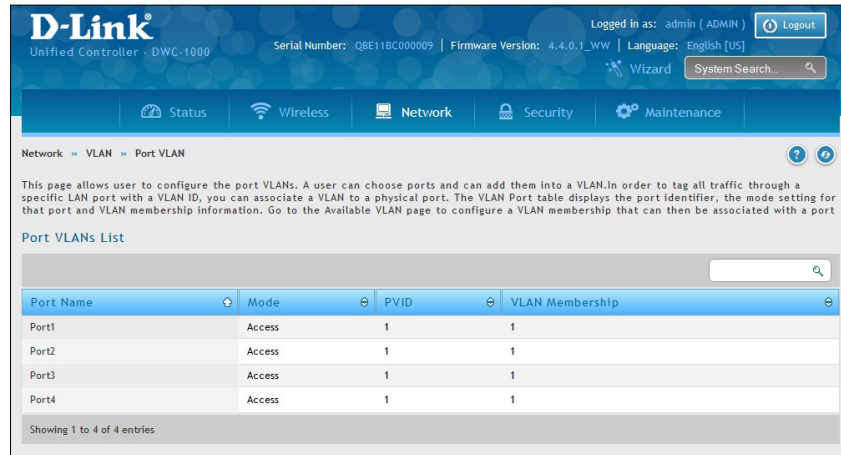 D-Link
Unified Controller - DWC-1000
Logged in as: admin ( ADMIN ) Logout
Serial Number: QBE11BC000009 | Firmware Version: 4.4.0.1_WW | Language: English [US]
Wizard System Search...
Status Wireless Network Security Maintenance
Network » VLAN » Port VLAN
This page allows user to configure the port VLANs. A user can choose ports and can add them into a VLAN.In order to tag all traffic through a
specific LAN port with a VLAN ID, you can associate a VLAN to a physical port. The VLAN Port table displays the port identifier, the mode setting for
that port and VLAN membership information. Go to the Available VLAN page to configure a VLAN membership that can then be associated with a port
Port VLANs List
Port Name Mode PVID VLAN Membership
Port1 Access 1 1
Port2 Access 1 1
Port3 Access 1 1
Port4 Access 1 1
Showing 1 to 4 of 4 entries